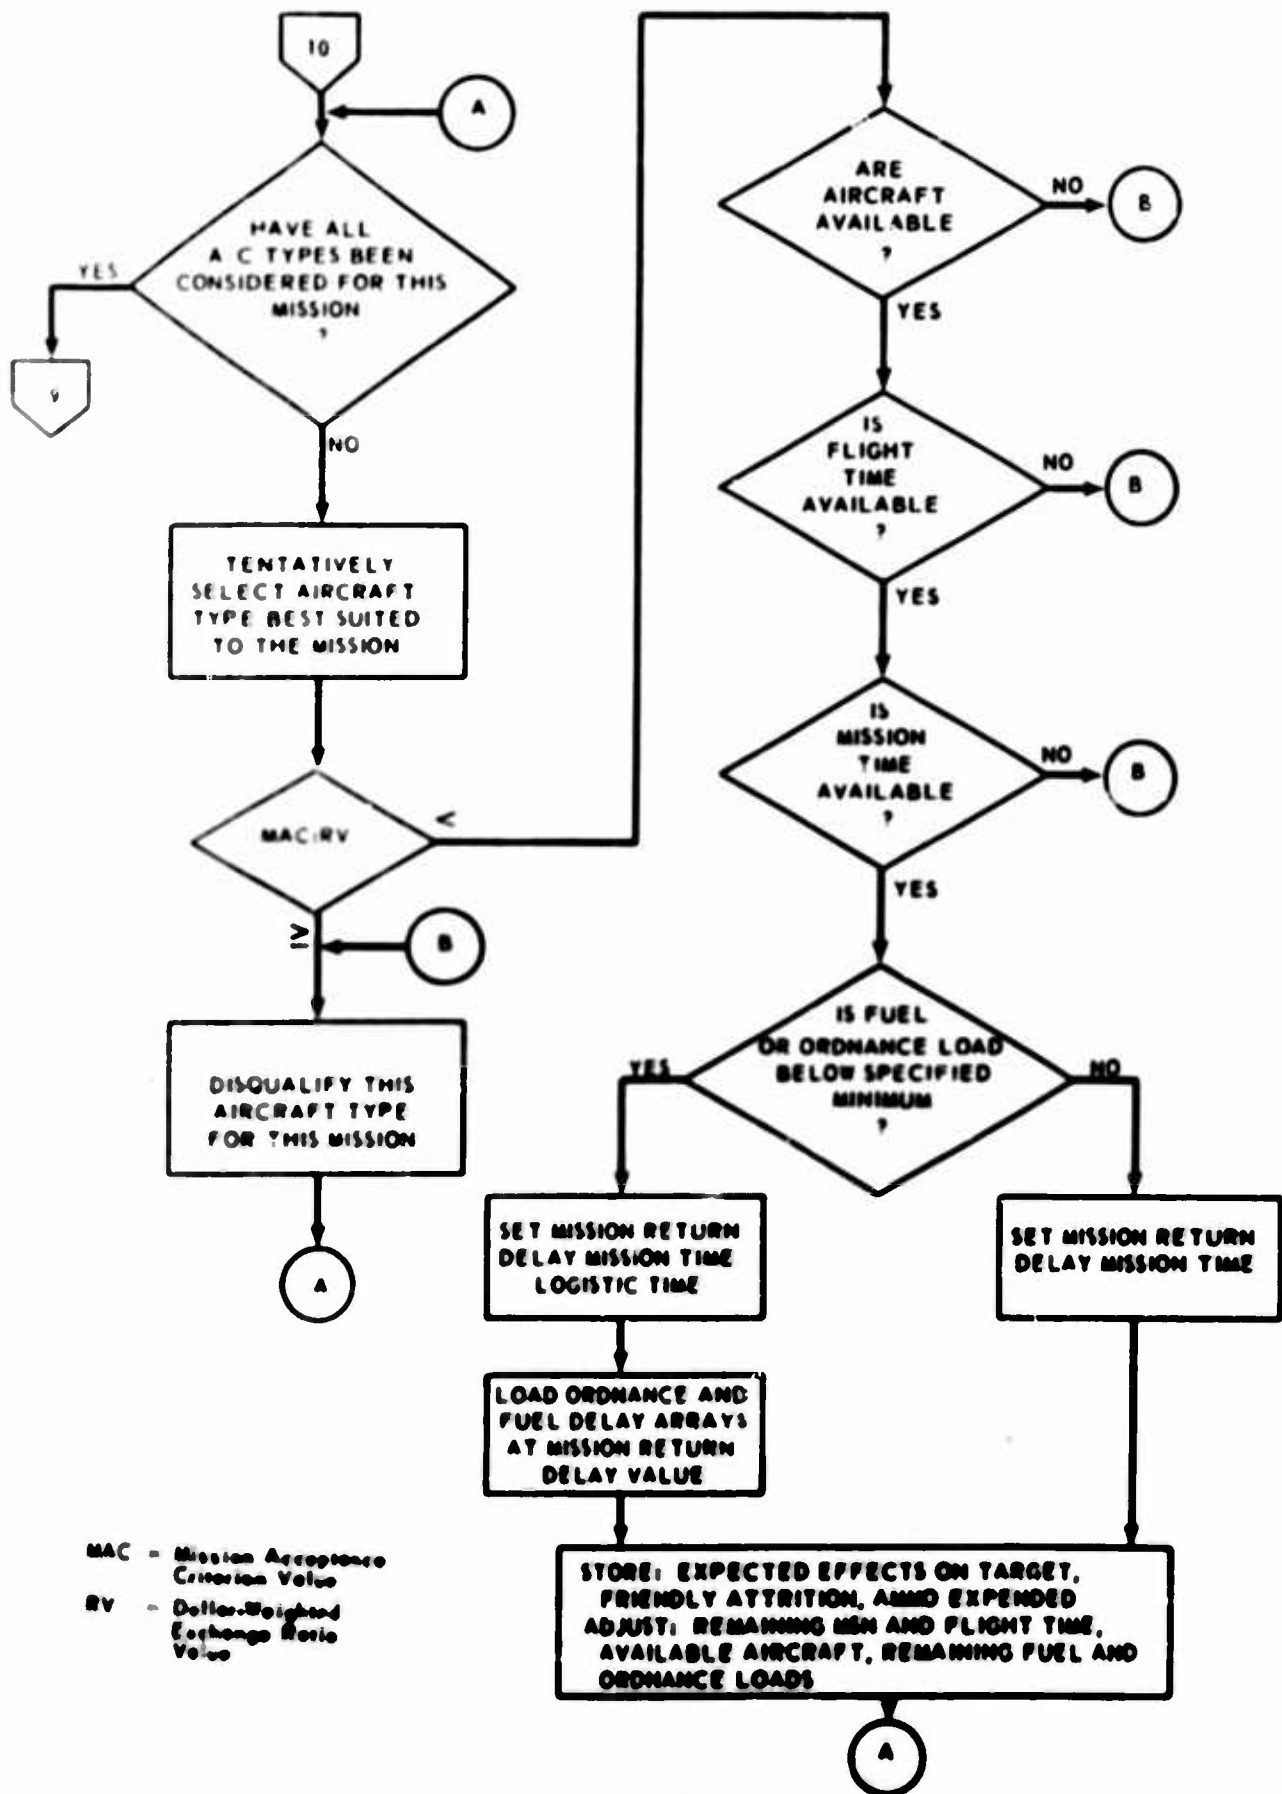 10
A
HAVE ALL
A C TYPES BEEN
CONSIDERED FOR THIS
MISSION
?
YES
9
NO
TENTATIVELY
SELECT AIRCRAFT
TYPE BEST SUITED
TO THE MISSION
MAC:RV
<
≥
B
DISQUALIFY THIS
AIRCRAFT TYPE
FOR THIS MISSION
A
ARE
AIRCRAFT
AVAILABLE
?
NO
B
YES
IS
FLIGHT
TIME
AVAILABLE
?
NO
B
YES
IS
MISSION
TIME
AVAILABLE
?
NO
B
YES
IS FUEL
OR ORDNANCE LOAD
BELOW SPECIFIED
MINIMUM
?
YES
NO
SET MISSION RETURN
DELAY MISSION TIME
LOGISTIC TIME
SET MISSION RETURN
DELAY MISSION TIME
LOAD ORDNANCE AND
FUEL DELAY ARRAYS
AT MISSION RETURN
DELAY VALUE
STORE: EXPECTED EFFECTS ON TARGET,
FRIENDLY ATTRITION, AMMO EXPENDED
ADJUST: REMAINING MSN AND FLIGHT TIME,
AVAILABLE AIRCRAFT, REMAINING FUEL AND
ORDNANCE LOADS
A
MAC - Mission Acceptance
Criterion Value
RV - Dollar-Weighted
Exchange Ratio
Value